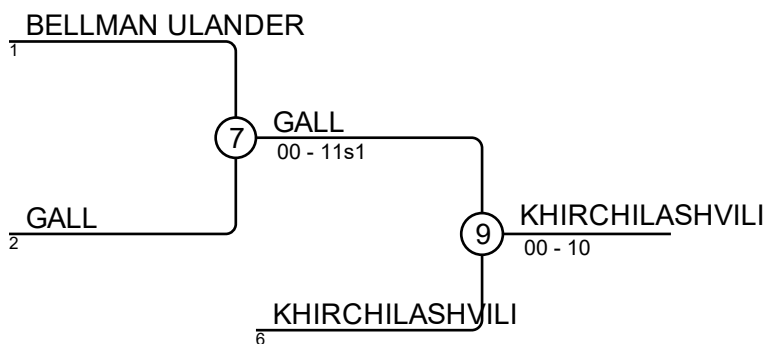 BELLMAN ULANDER
1
7
GALL
00 - 11s1
GALL
2
9
KHIRCHILASHVILI
00 - 10
KHIRCHILASHVILI
6